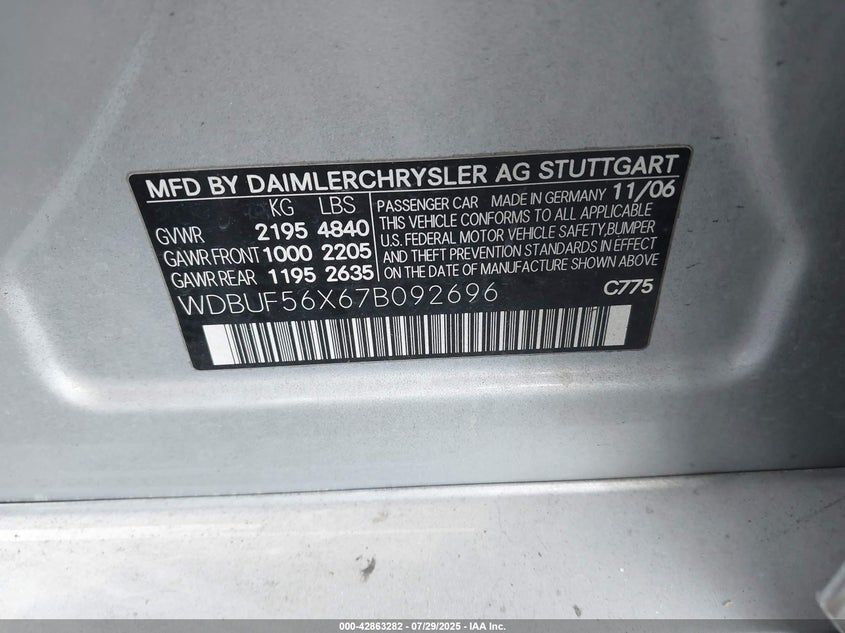 MFD BY DAIMLERCHRYSLER AG STUTTGART
KG LBS
GVWR 2195 4840
GAWR FRONT 1000 2205
GAWR REAR 1195 2635
PASSENGER CAR MADE IN GERMANY 11/06
THIS VEHICLE CONFORMS TO ALL APPLICABLE
U.S. FEDERAL MOTOR VEHICLE SAFETY,BUMPER
AND THEFT PREVENTION STANDARDS IN EFFECT
ON THE DATE OF MANUFACTURE SHOWN ABOVE
WDBUF56X67B092696
C775
000-42863282 - 07/29/2025 - IAA Inc.